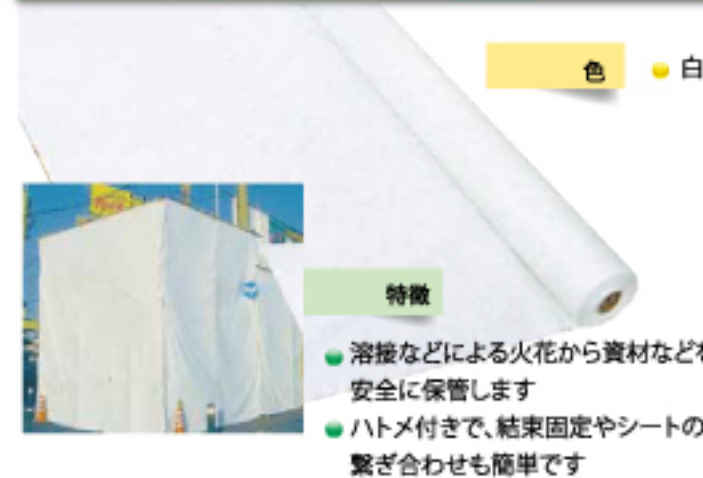 色
白
特徴
溶接などによる火花から資材などを
安全に保管します
ハトメ付きで、結束固定やシートの
繋ぎ合わせも簡単です